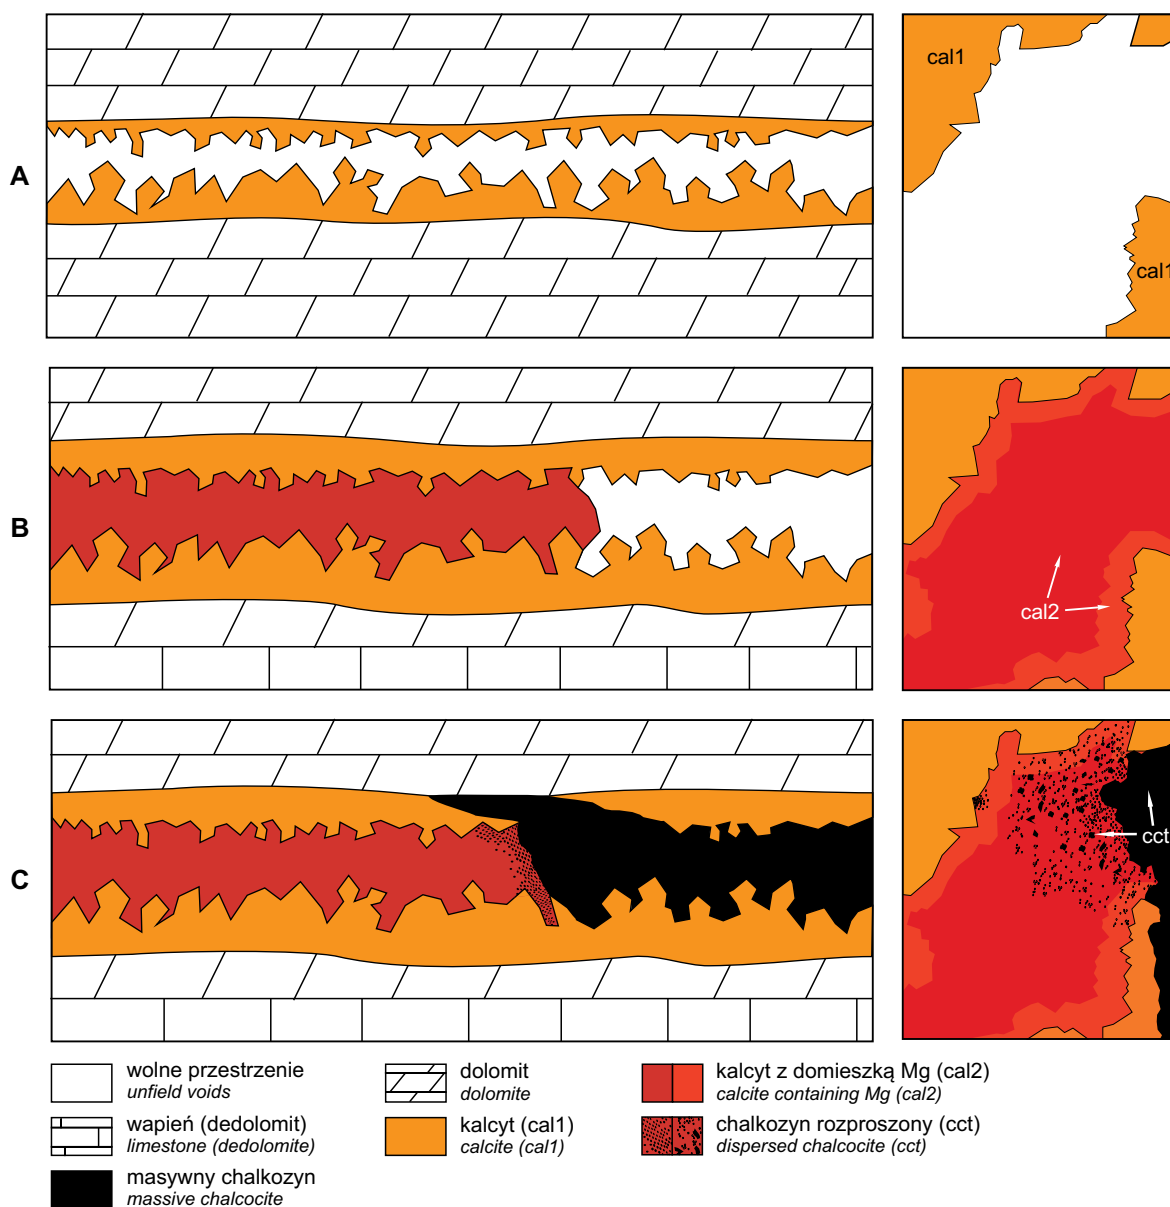 A
cal1
cal1
B
cal2
C
cct
wolne przestrzenie
unfield voids
dolomit
dolomite
kalcyt z domieszką Mg (cal2)
calcite containing Mg (cal2)
wapień (dedolomit)
limestone (dedolomite)
kalcyt (cal1)
calcite (cal1)
chalkozyn rozproszony (cct)
dispersed chalcocite (cct)
masywny chalkozyn
massive chalcocite